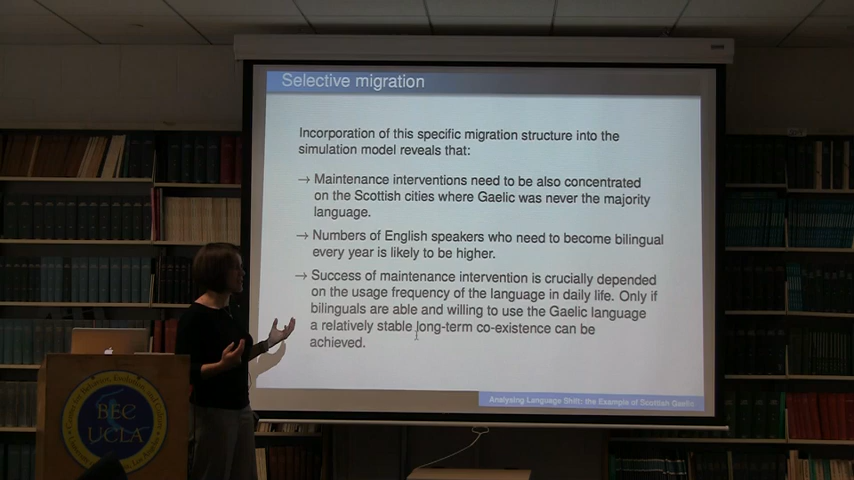 Selective migration
Incorporation of this specific migration structure into the
simulation model reveals that:
→ Maintenance interventions need to be also concentrated
on the Scottish cities where Gaelic was never the majority
language.
→ Numbers of English speakers who need to become bilingual
every year is likely to be higher.
→ Success of maintenance intervention is crucially depended
on the usage frequency of the language in daily life. Only if
bilinguals are able and willing to use the Gaelic language
a relatively stable long-term co-existence can be
achieved.
Analysing Language Shift: the Example of Scottish Gaelic
BEC
UCLA